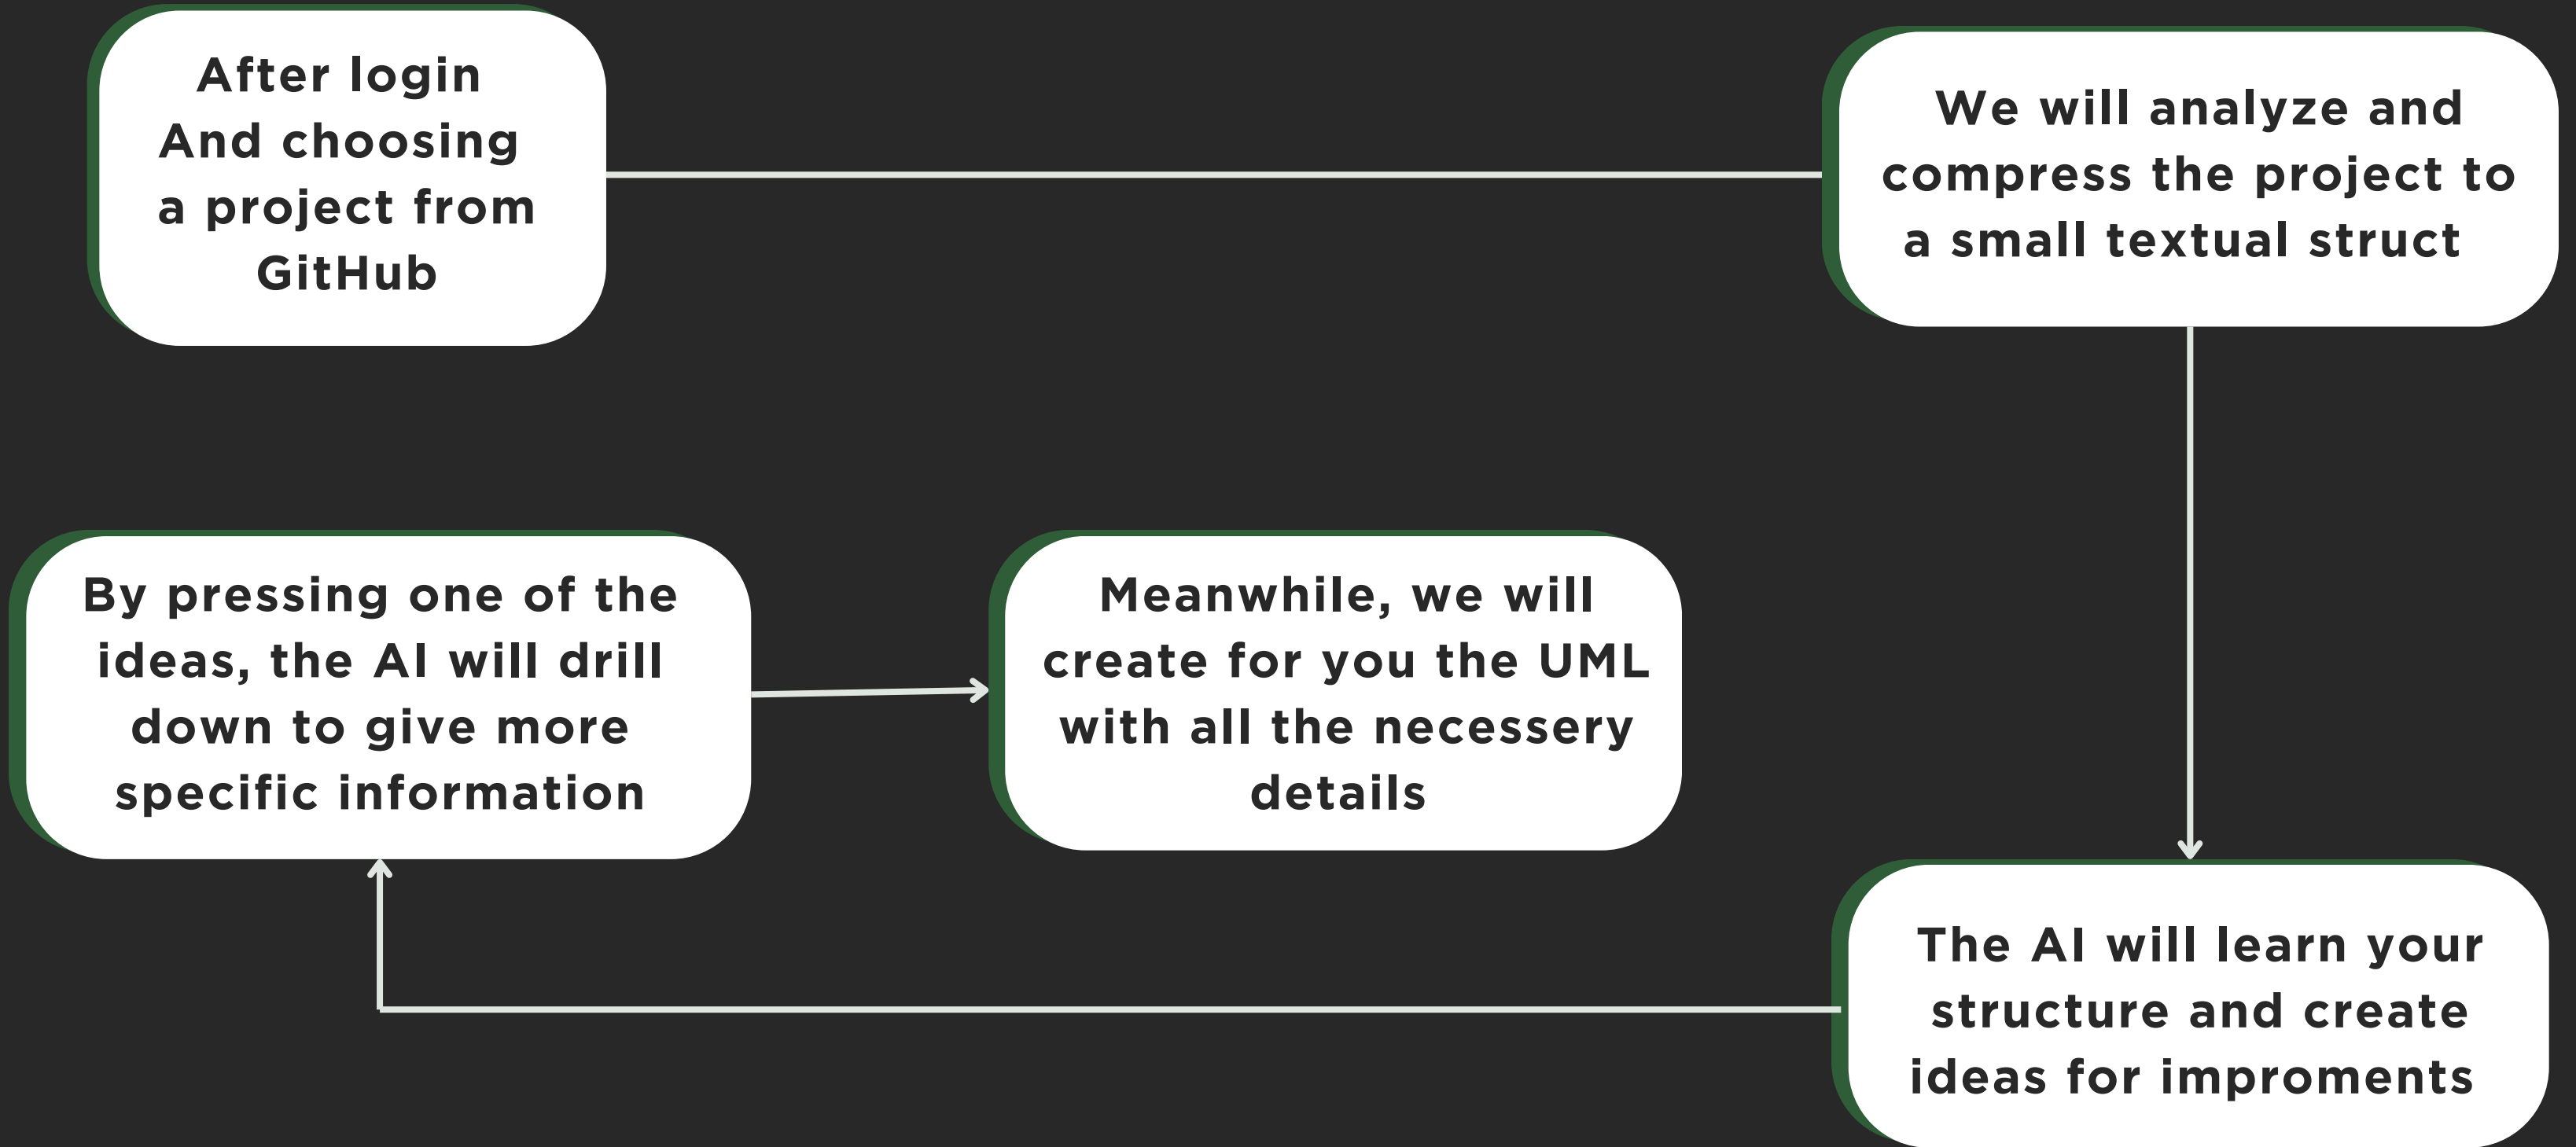 After login
And choosing
a project from
GitHub
We will analyze and
compress the project to
a small textual struct
The AI will learn your
structure and create
ideas for improments
By pressing one of the
ideas, the AI will drill
down to give more
specific information
Meanwhile, we will
create for you the UML
with all the necessery
details